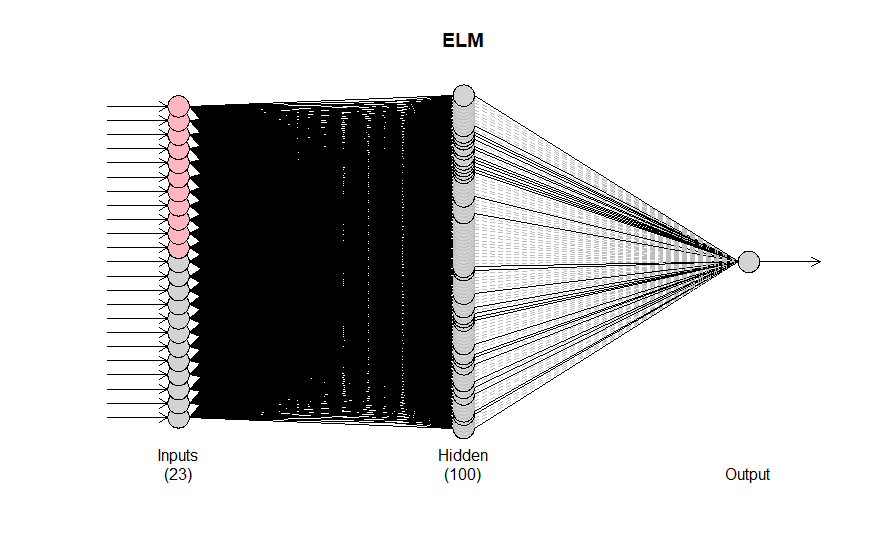 ELM
Inputs
(23)
Hidden
(100)
Output